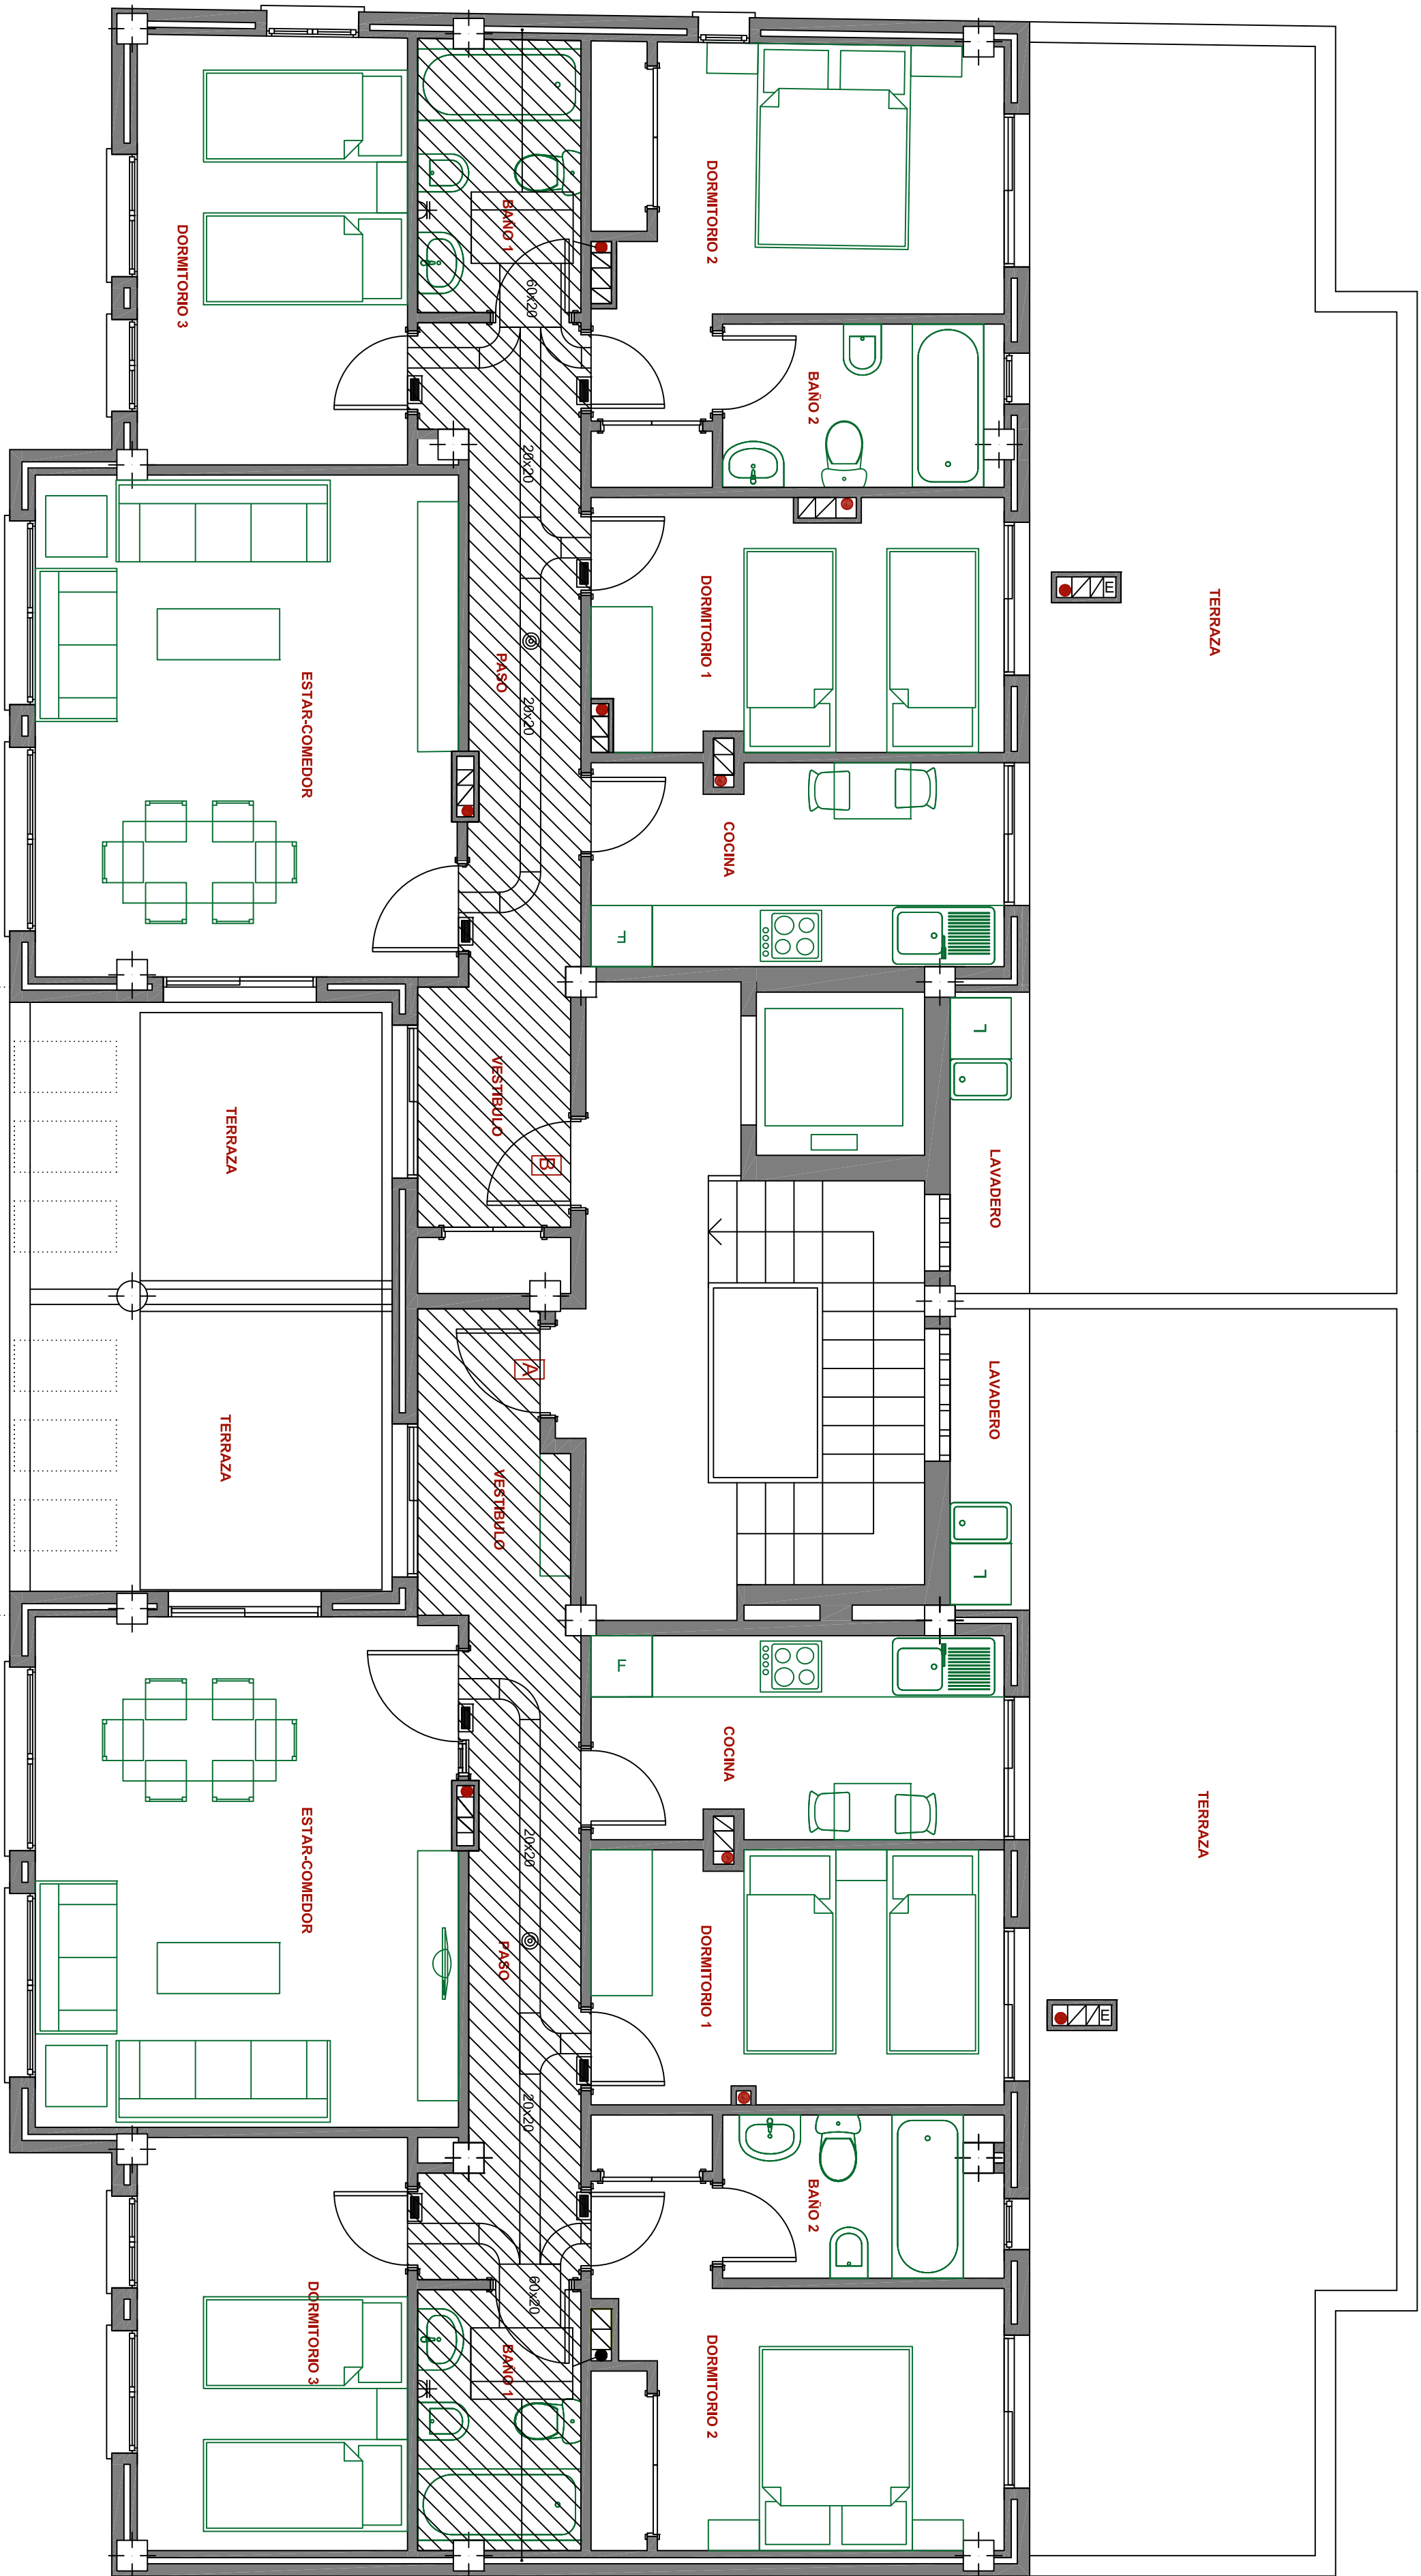 DORMITORIO 3
BAÑO 1
60x20
DORMITORIO 2
BAÑO 2
20x20
DORMITORIO 1
TERRAZA
E
ESTAR-COMEDOR
PASO
20x20
COCINA
F
L
LAVADERO
VESTIBULO
TERRAZA
B
A
TERRAZA
VESTIBULO
LAVADERO
L
F
COCINA
TERRAZA
E
ESTAR-COMEDOR
20x20
PASO
DORMITORIO 1
20x20
BAÑO 2
60x20
DORMITORIO 3
BAÑO 1
DORMITORIO 2